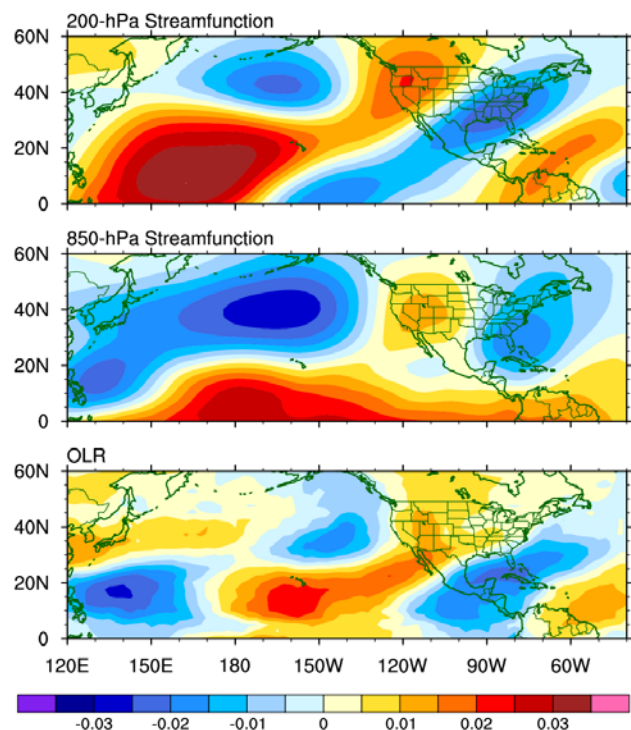 200-hPa Streamfunction
60N
40N
20N
0
850-hPa Streamfunction
60N
40N
20N
0
OLR
60N
40N
20N
0
120E 150E 180 150W 120W 90W 60W
-0.03 -0.02 -0.01 0 0.01 0.02 0.03